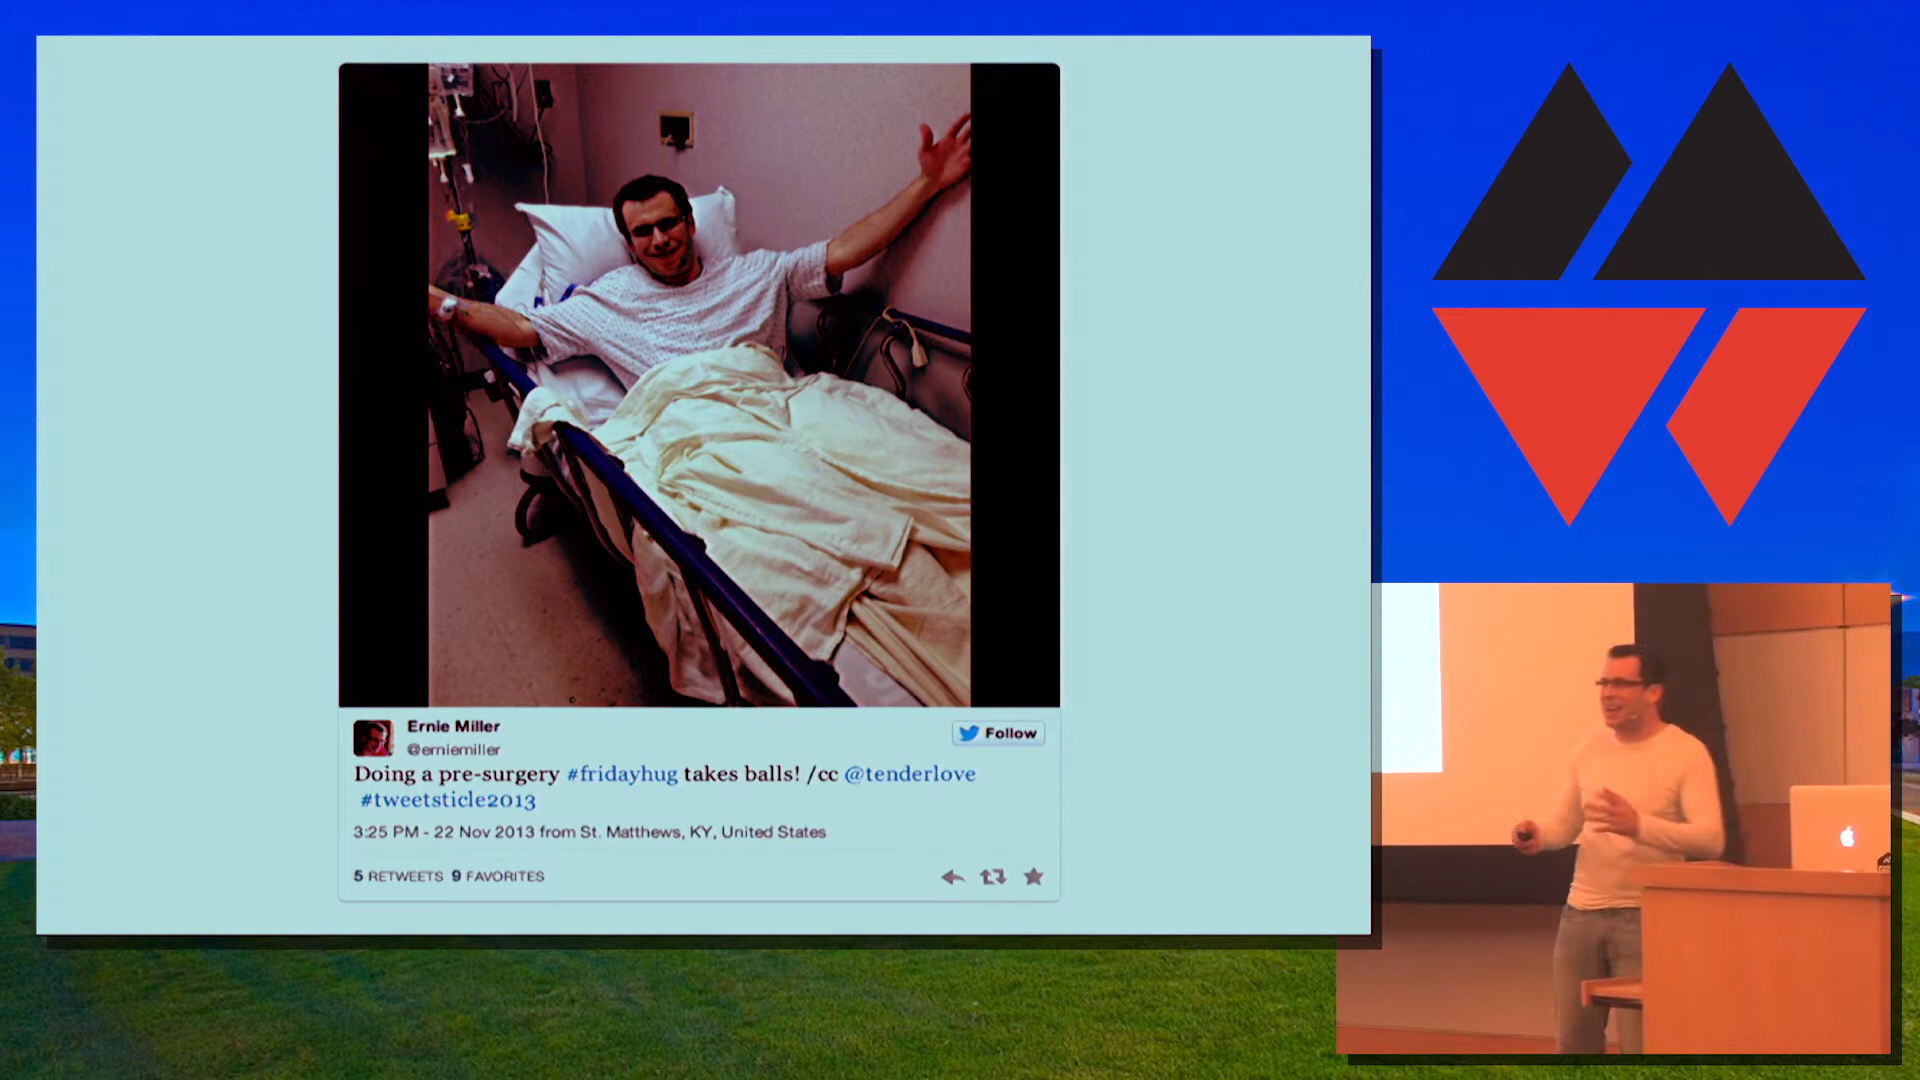 Ernie Miller
@erniemiller
Follow
Doing a pre-surgery #fridayhug takes balls! /cc @tenderlove
#tweetsticle2013
3:25 PM - 22 Nov 2013 from St. Matthews, KY, United States
5 RETWEETS 9 FAVORITES